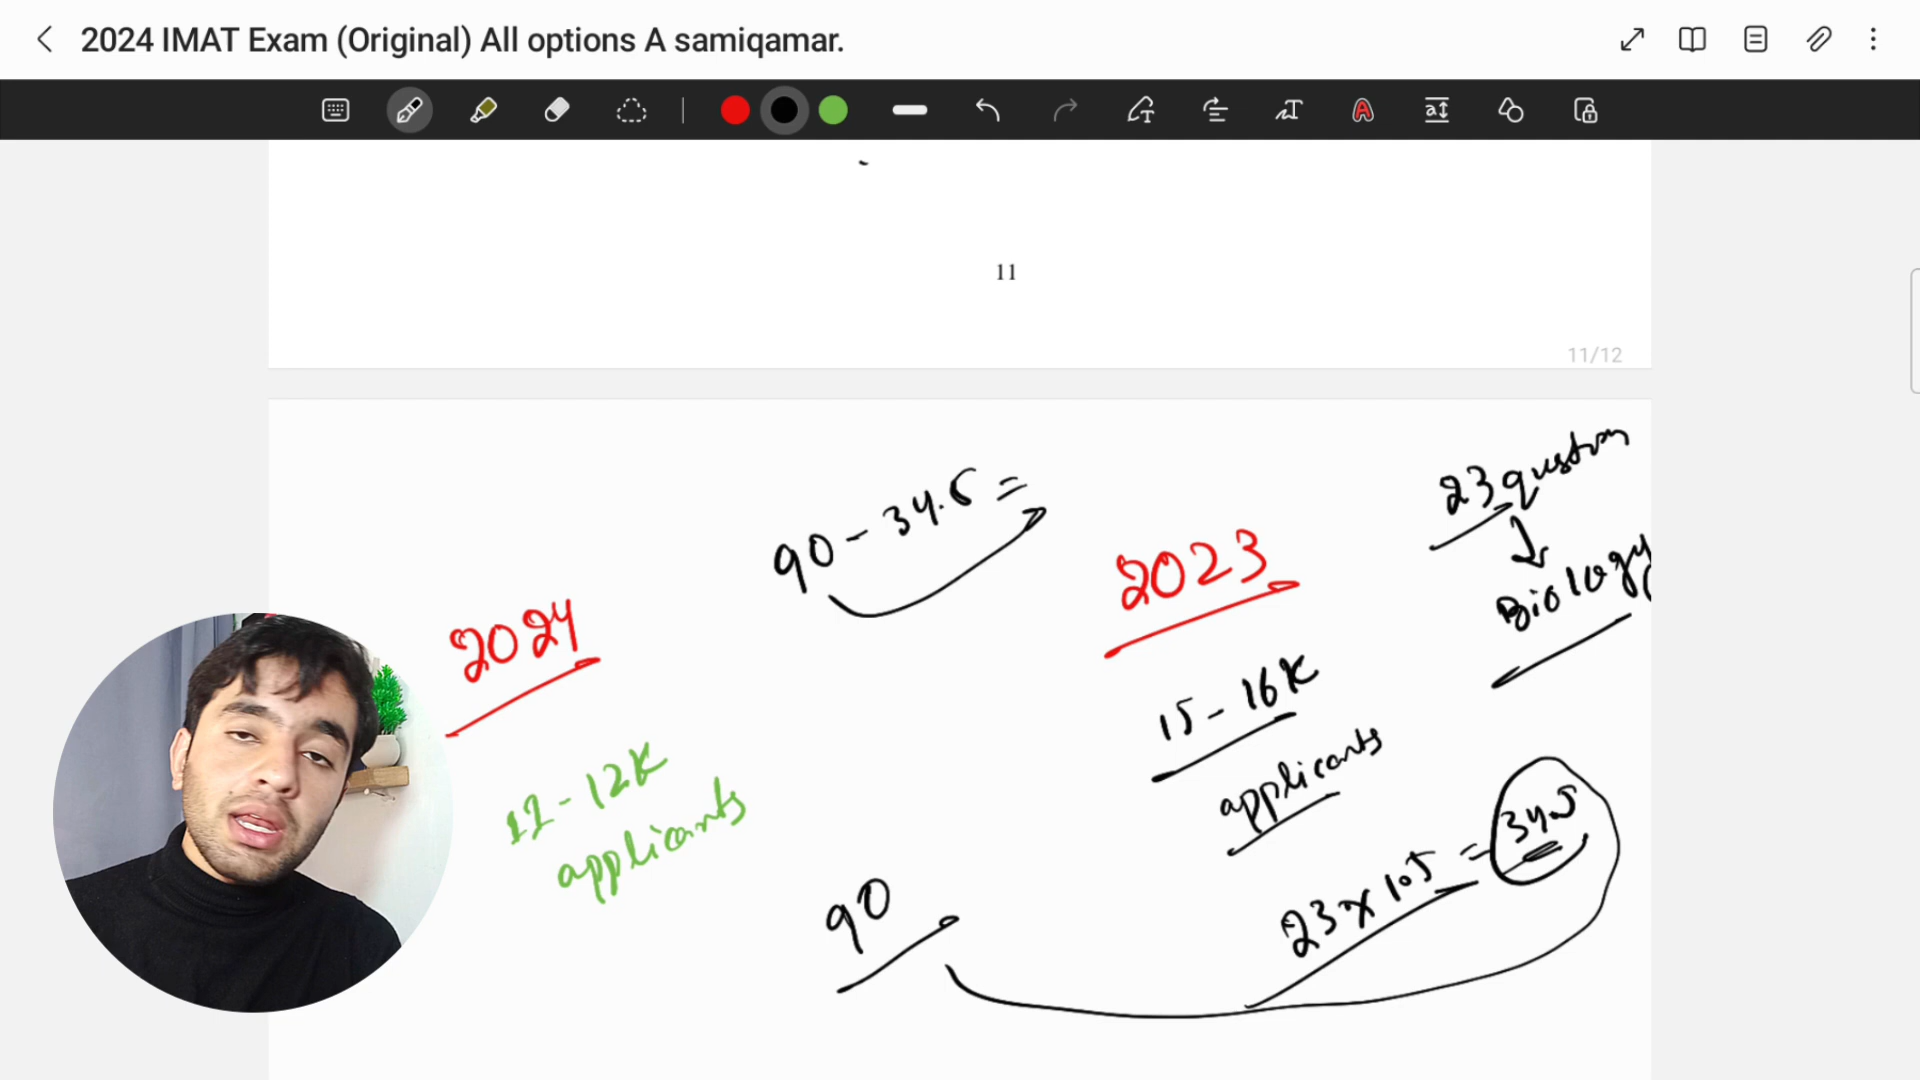 2024 IMAT Exam (Original) All options A samiqamar.
11
11/12
90 - 34.5 =
23 questron
Biology
2023
2024
15 - 16K
applicants
11 - 12K
applicants
23 x 1.5 = 34.5
90